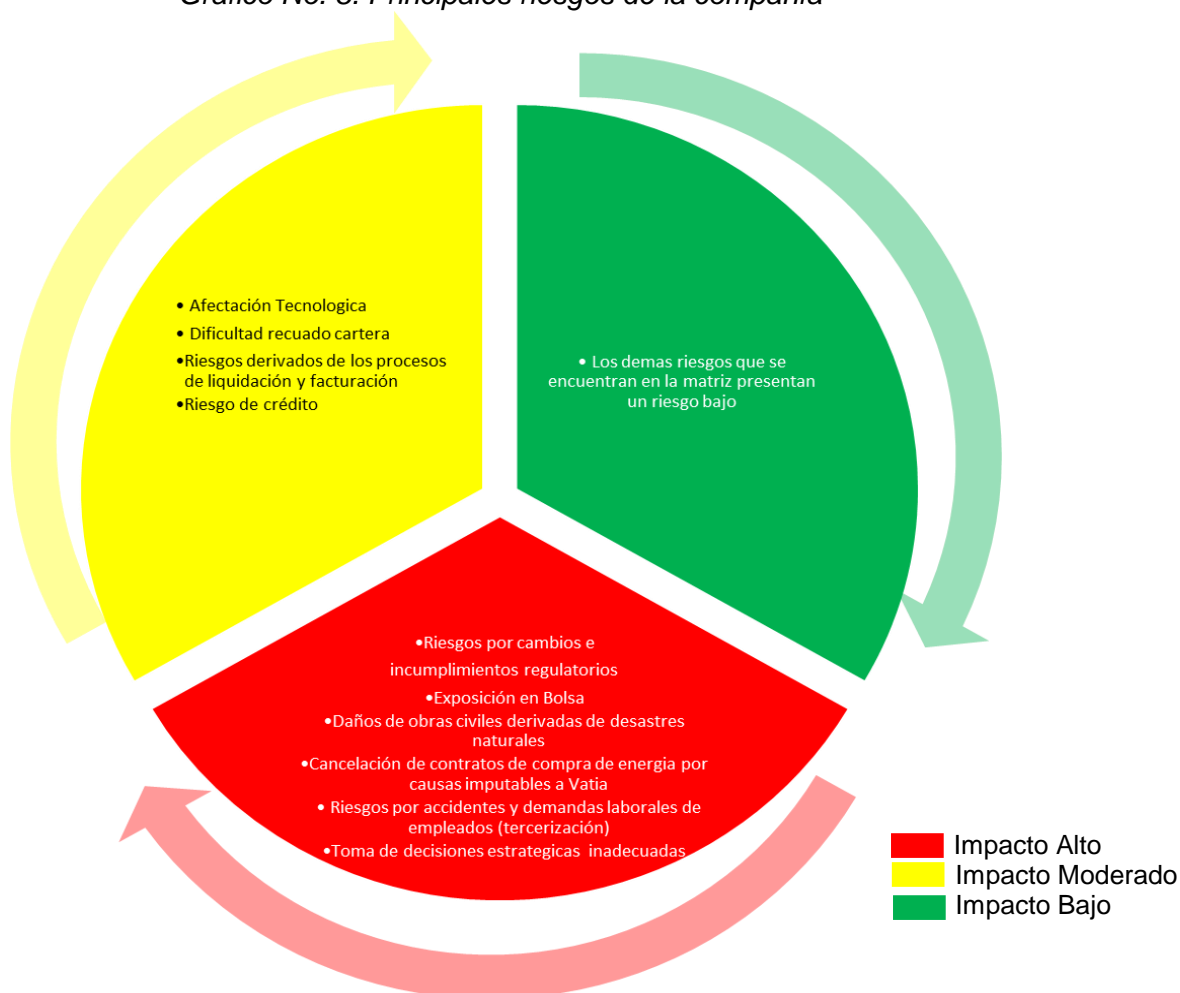 • Afectación Tecnologica
• Dificultad recuado cartera
•Riesgos derivados de los procesos
de liquidación y facturación
•Riesgo de crédito
• Los demas riesgos que se
encuentran en la matriz presentan
un riesgo bajo
•Riesgos por cambios e
incumplimientos regulatorios
•Exposición en Bolsa
•Daños de obras civiles derivadas de desastres
naturales
•Cancelación de contratos de compra de energia por
causas imputables a Vatia
• Riesgos por accidentes y demandas laborales de
empleados (tercerización)
•Toma de decisiones estrategicas inadecuadas
Impacto Alto
Impacto Moderado
Impacto Bajo